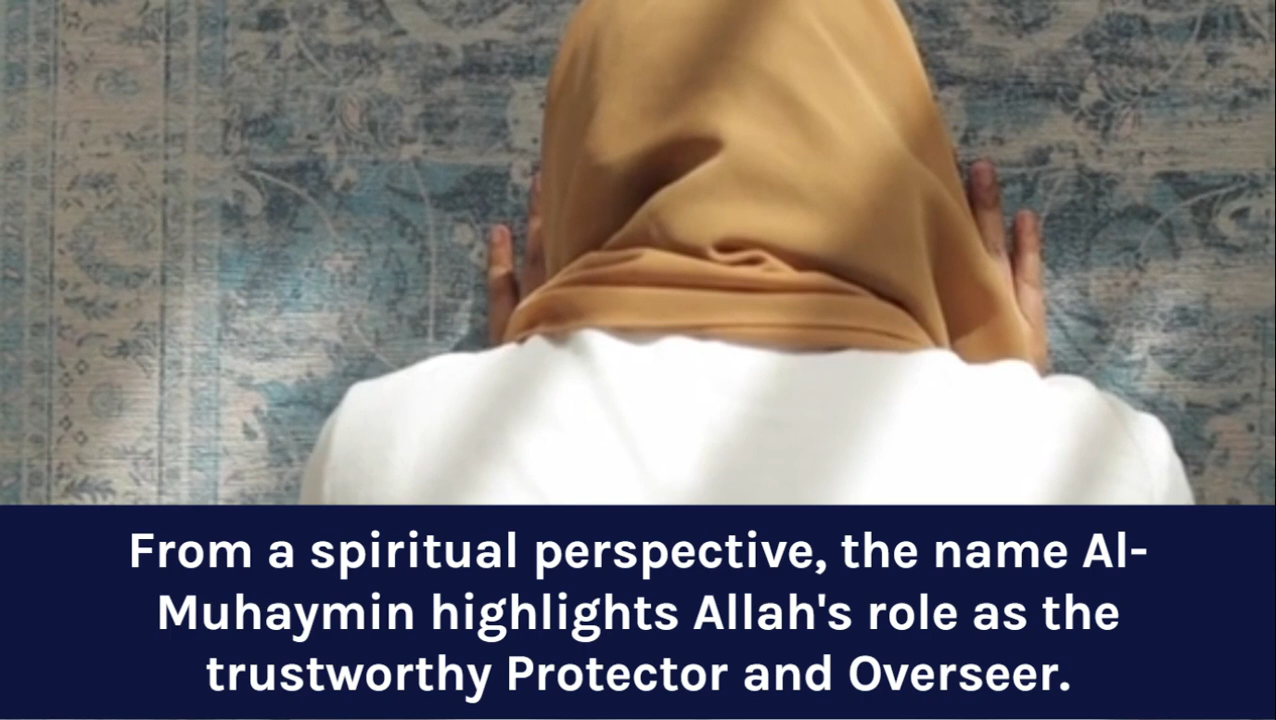 From a spiritual perspective, the name Al-
Muhaymin highlights Allah's role as the
trustworthy Protector and Overseer.